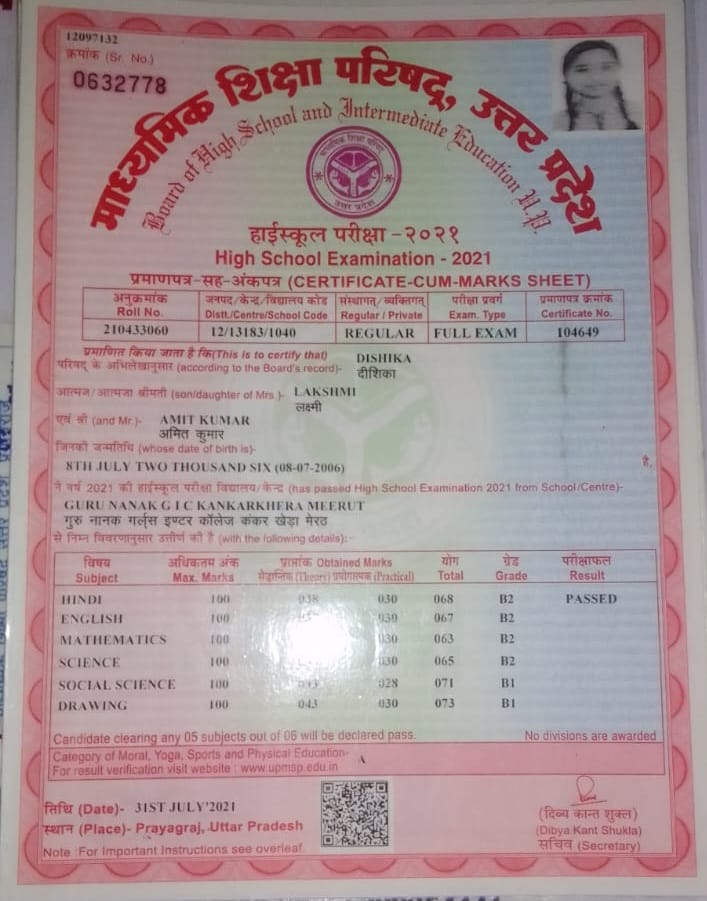 12097132
क्रमांक (Sr. No.)
0632778
माध्यमिक शिक्षा परिषद्, उत्तर प्रदेश
Board of High School and Intermediate Education U.P.
हाईस्कूल परीक्षा -२०२१
High School Examination - 2021
प्रमाणपत्र-सह-अंकपत्र (CERTIFICATE-CUM-MARKS SHEET)
अनुक्रमांक जनपद/केन्द्र/विद्यालय कोड संस्थागत/व्यक्तिगत परीक्षा प्रवर्ग प्रमाणपत्र क्रमांक
Roll No. Distt./Centre/School Code Regular / Private Exam. Type Certificate No.
210433060 12/13183/1040 REGULAR FULL EXAM 104649
प्रमाणित किया जाता है कि(This is to certify that)
परिषद के अभिलेखानुसार (according to the Board's record)- DISHIKA
दीशिका
आत्मज/आत्मजा श्रीमती (son/daughter of Mrs.)- LAKSHMI
लक्ष्मी
एवं श्री (and Mr.)- AMIT KUMAR
अमित कुमार
जिनकी जन्मतिथि (whose date of birth is)-
8TH JULY TWO THOUSAND SIX (08-07-2006) है,
ने वर्ष 2021 की हाईस्कूल परीक्षा विद्यालय/केन्द्र (has passed High School Examination 2021 from School/Centre)-
GURU NANAK G I C KANKARKHERA MEERUT
गुरु नानक गर्ल्स इण्टर कॉलेज कंकर खेड़ा मेरठ
से निम्न विवरणानुसार उत्तीर्ण की है (with the following details):-
विषय अधिकतम अंक प्राप्तांक Obtained Marks योग ग्रेड परीक्षाफल
Subject Max. Marks सैद्धान्तिक (Theory) प्रयोगात्मक (Practical) Total Grade Result
HINDI 100 038 030 068 B2 PASSED
ENGLISH 100 030 067 B2
MATHEMATICS 100 030 063 B2
SCIENCE 100 030 065 B2
SOCIAL SCIENCE 100 043 028 071 B1
DRAWING 100 043 030 073 B1
Candidate clearing any 05 subjects out of 06 will be declared pass. No divisions are awarded
Category of Moral, Yoga, Sports and Physical Education- A
For result verification visit website : www.upmsp.edu.in
तिथि (Date)- 31ST JULY'2021
स्थान (Place)- Prayagraj, Uttar Pradesh
Note :For Important Instructions see overleaf.
(दिव्य कान्त शुक्ल)
(Dibya Kant Shukla)
सचिव (Secretary)